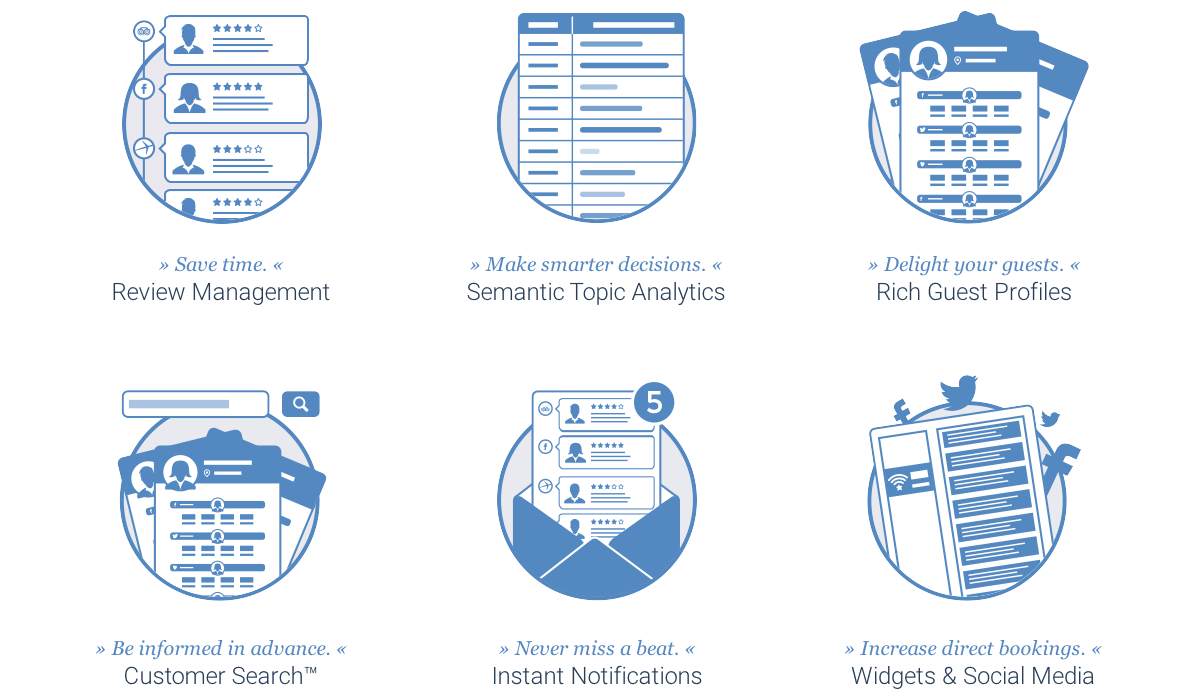 » Save time. «
Review Management
» Make smarter decisions. «
Semantic Topic Analytics
» Delight your guests. «
Rich Guest Profiles
5
» Be informed in advance. «
Customer Search™
» Never miss a beat. «
Instant Notifications
» Increase direct bookings. «
Widgets & Social Media